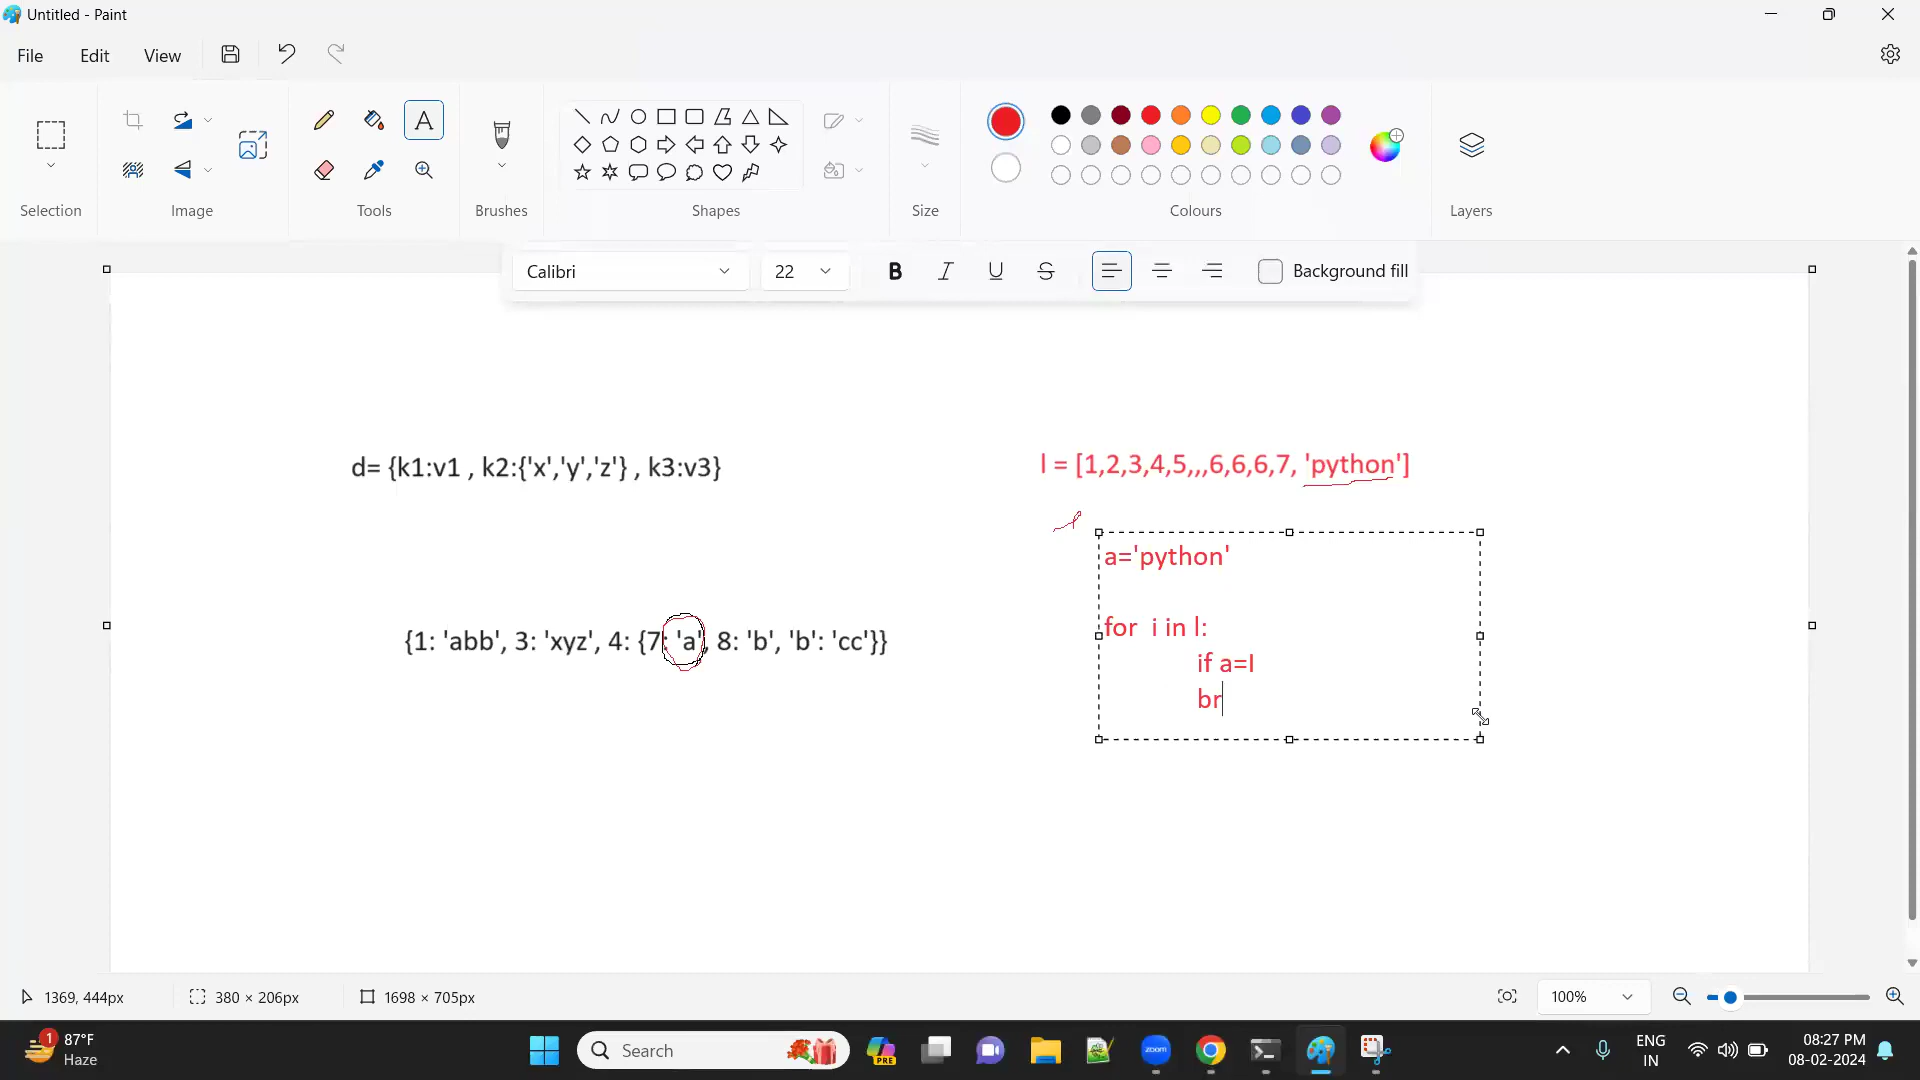 Untitled - Paint
File Edit View
Selection Image Tools Brushes Shapes Size Colours Layers
Calibri 22 B I U S Background fill
d= {k1:v1 , k2:{'x','y','z'} , k3:v3}
l = [1,2,3,4,5,,,6,6,6,7, 'python']
a='python'
for  i in l:
if a=I
br
{1: 'abb', 3: 'xyz', 4: {7: 'a', 8: 'b', 'b': 'cc'}}
1369, 444px 380 × 206px 1698 × 705px 100%
1 87°F
Haze
Search
PRE
zoom
ENG
IN
08:27 PM
08-02-2024